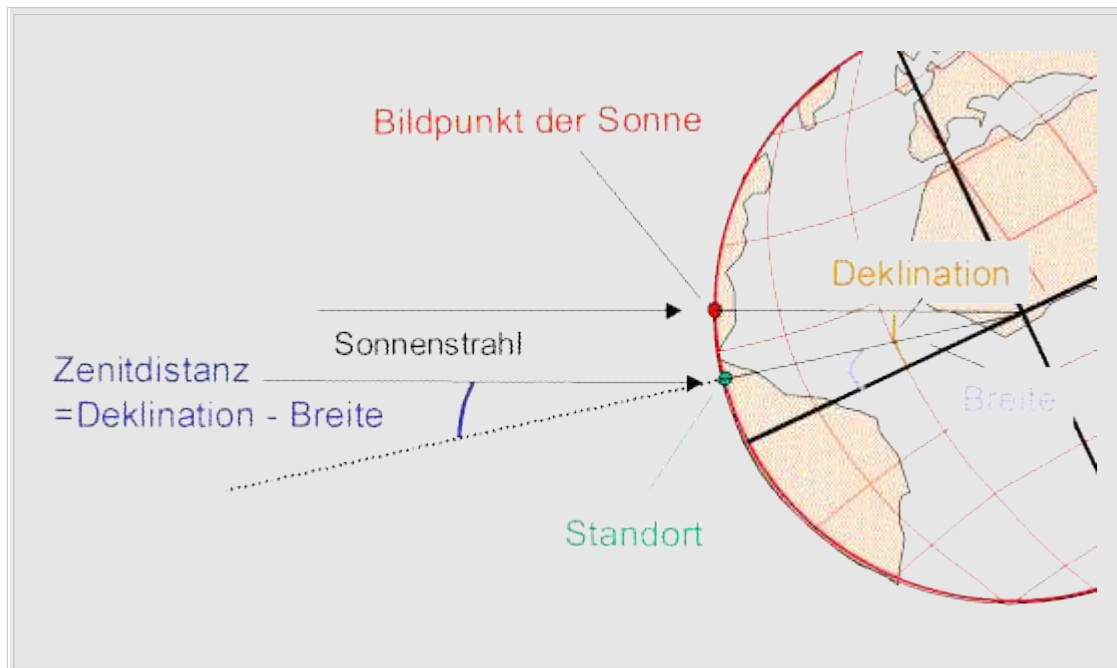 Bildpunkt der Sonne
Deklination
Sonnenstrahl
Zenitdistanz
=Deklination - Breite
Breite
Standort